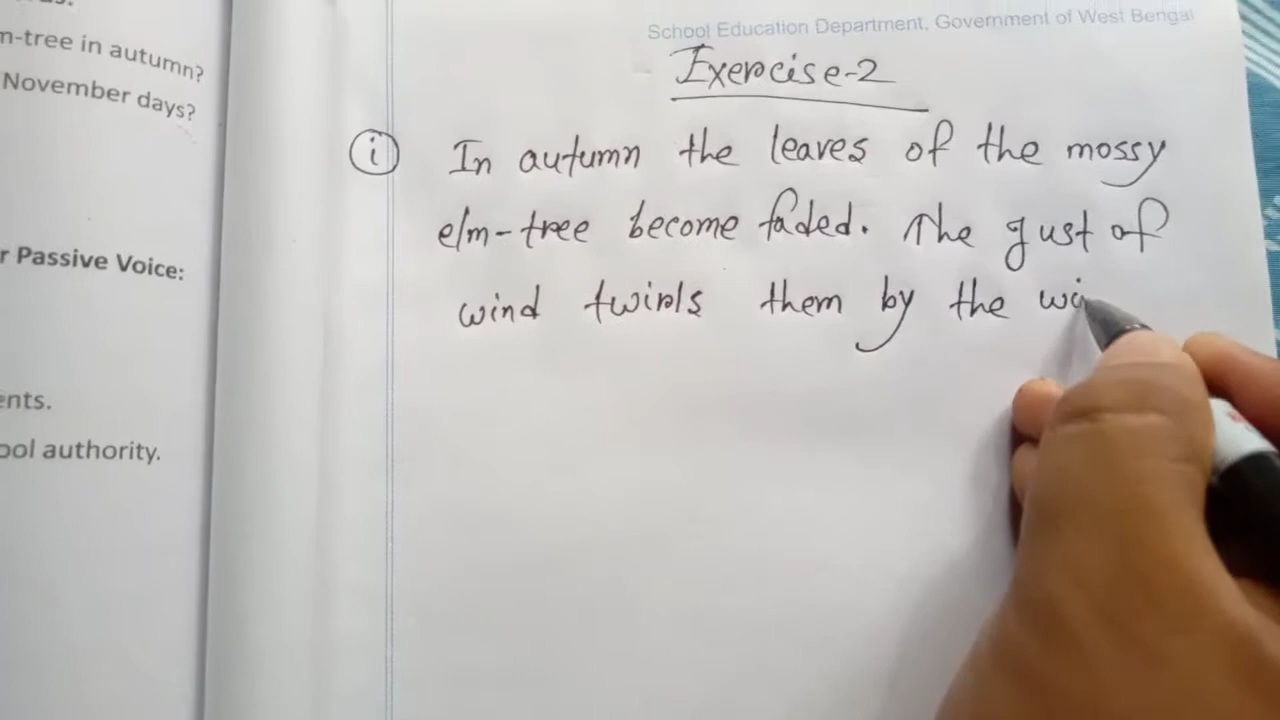 m-tree in autumn?
November days?
r Passive Voice:
ents.
ool authority.
School Education Department, Government of West Bengal
Exercise-2
i In autumn the leaves of the mossy
elm-tree become faded. The gust of
wind twirls them by the wi